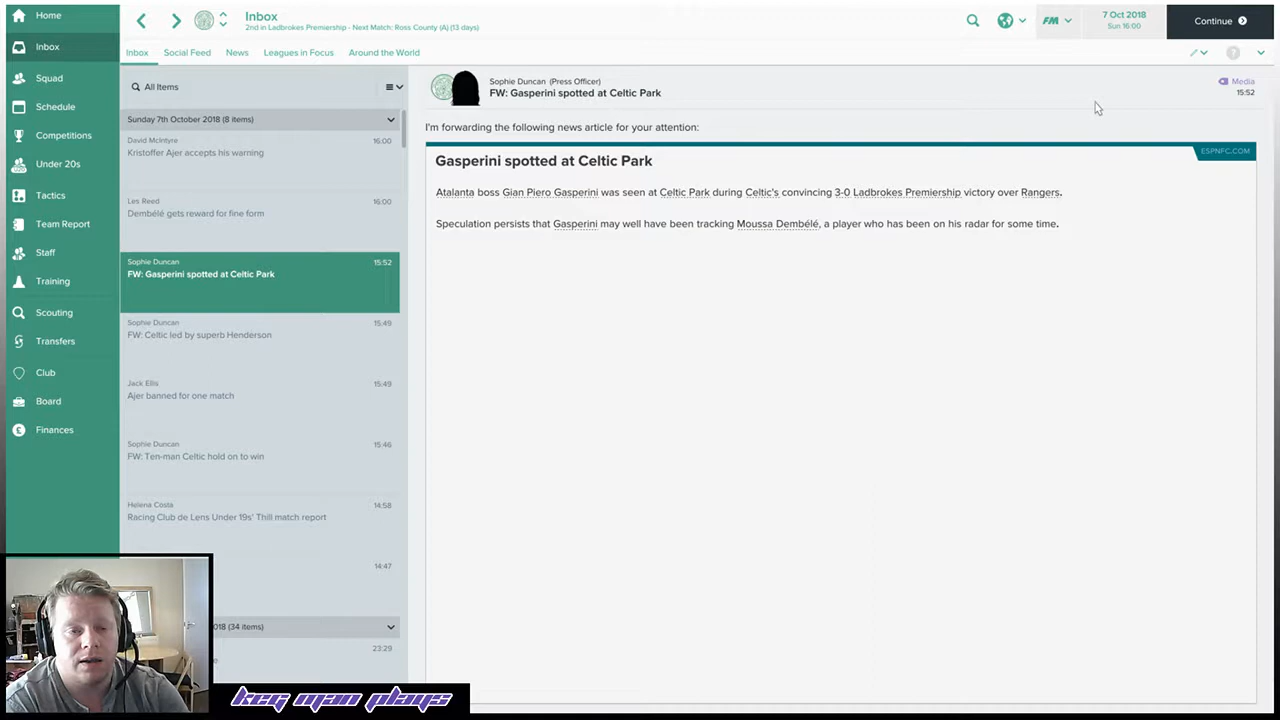 Home
Inbox
Squad
Schedule
Competitions
Under 20s
Tactics
Team Report
Staff
Training
Scouting
Transfers
Club
Board
Finances
Inbox
2nd in Ladbrokes Premiership - Next Match: Ross County (A) (13 days)
FM
7 Oct 2018
Sun 16:00
Continue
Inbox
Social Feed
News
Leagues in Focus
Around the World
All Items
Sunday 7th October 2018 (8 items)
David McIntyre 16:00
Kristoffer Ajer accepts his warning
Les Reed 16:00
Dembélé gets reward for fine form
Sophie Duncan 15:52
FW: Gasperini spotted at Celtic Park
Sophie Duncan 15:49
FW: Celtic led by superb Henderson
Jack Ellis 15:49
Ajer banned for one match
Sophie Duncan 15:46
FW: Ten-man Celtic hold on to win
Helena Costa 14:58
Racing Club de Lens Under 19s' Thill match report
14:47
018 (34 items)
23:29
Sophie Duncan (Press Officer)
FW: Gasperini spotted at Celtic Park
Media
15:52
I'm forwarding the following news article for your attention:
ESPNFC.COM
Gasperini spotted at Celtic Park
Atalanta boss Gian Piero Gasperini was seen at Celtic Park during Celtic's convincing 3-0 Ladbrokes Premiership victory over Rangers.
Speculation persists that Gasperini may well have been tracking Moussa Dembélé, a player who has been on his radar for some time.
keg man plays